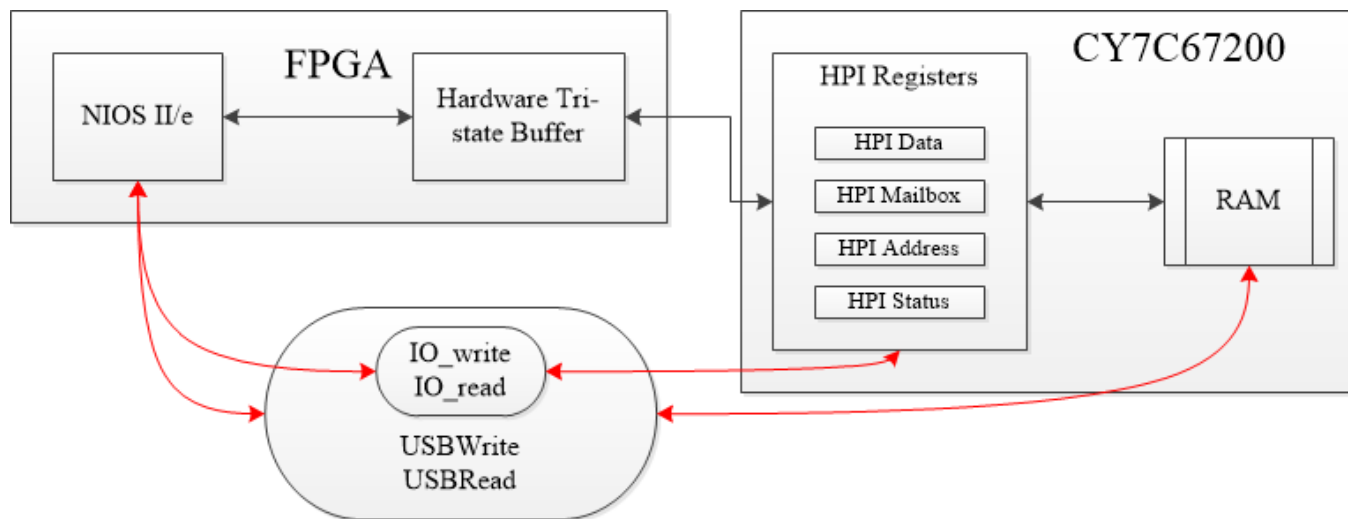 FPGA
NIOS II/e
Hardware Tri-
state Buffer
CY7C67200
HPI Registers
HPI Data
HPI Mailbox
HPI Address
HPI Status
RAM
IO_write
IO_read
USBWrite
USBRead